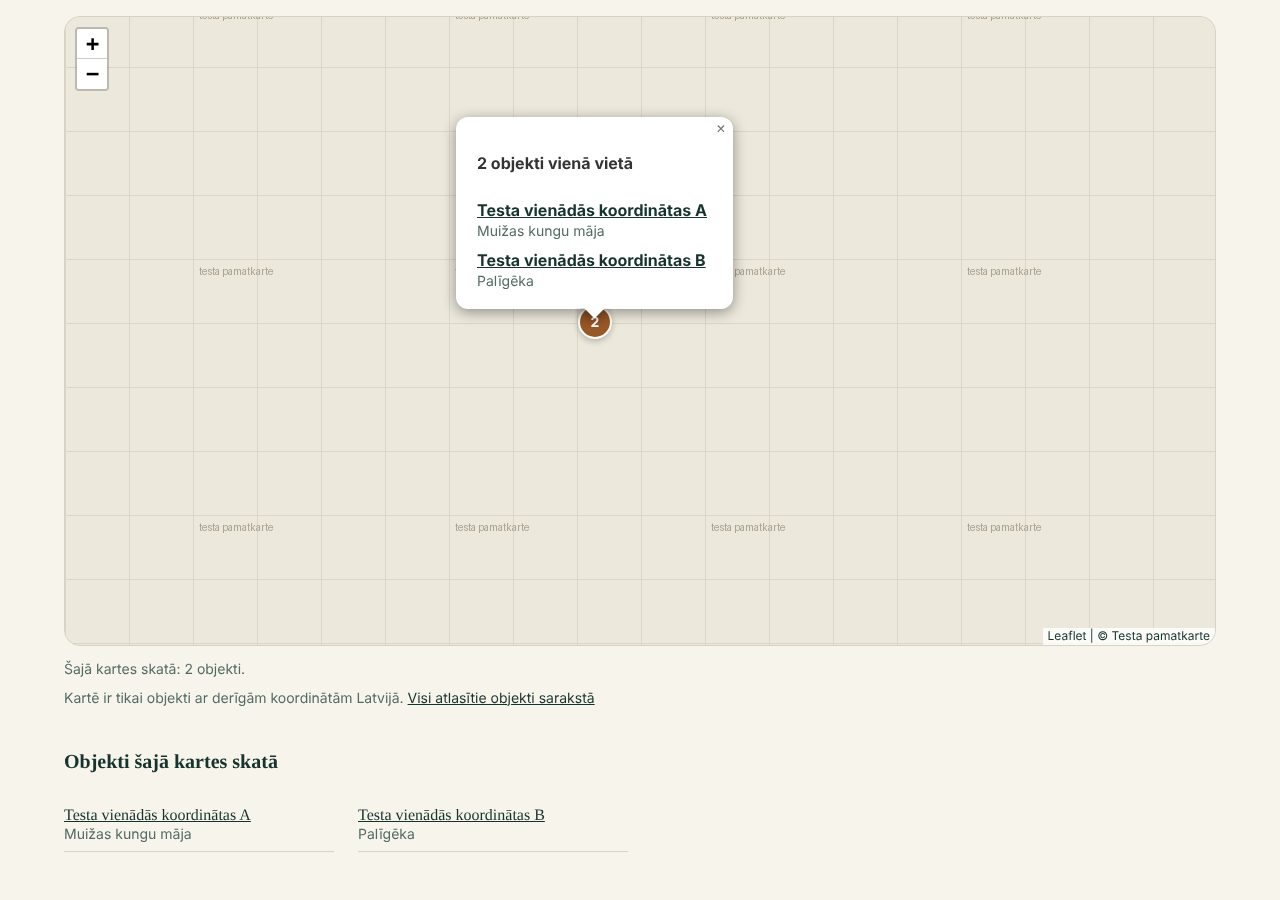 testa pamatkarte testa pamatkarte testa pamatkarte testa pamatkarte
+
−
×
2 objekti vienā vietā
Testa vienādās koordinātas A
Muižas kungu māja
Testa vienādās koordinātas B
Palīgēka
testa pamatkarte pamatkarte testa pamatkarte
2
testa pamatkarte testa pamatkarte testa pamatkarte testa pamatkarte
Leaflet | © Testa pamatkarte
Šajā kartes skatā: 2 objekti.
Kartē ir tikai objekti ar derīgām koordinātām Latvijā. Visi atlasītie objekti sarakstā
Objekti šajā kartes skatā
Testa vienādās koordinātas A
Muižas kungu māja
Testa vienādās koordinātas B
Palīgēka